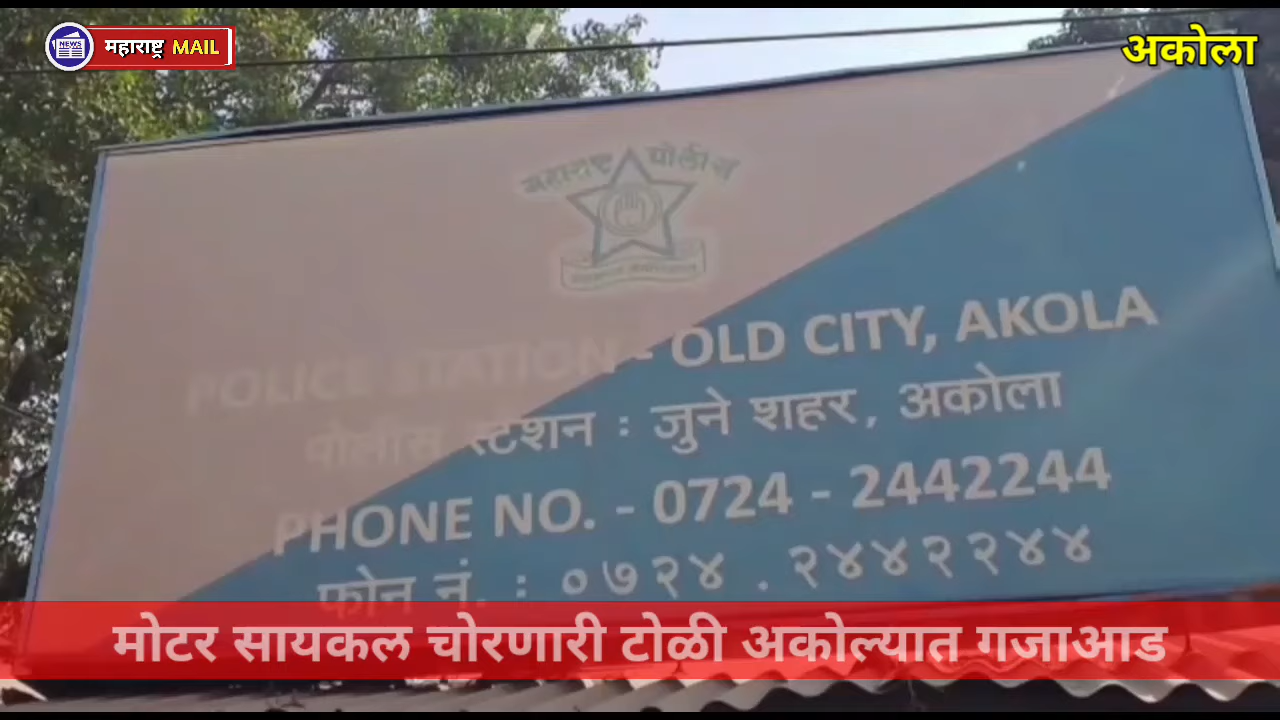 NEWS
महाराष्ट्र MAIL
अकोला
महाराष्ट्र पोलीस
POLICE STATION - OLD CITY, AKOLA
पोलीस स्टेशन : जुने शहर, अकोला
PHONE NO. - 0724 - 2442244
फोन नं. : ०७२४ . २४४२२४४
मोटर सायकल चोरणारी टोळी अकोल्यात गजाआड